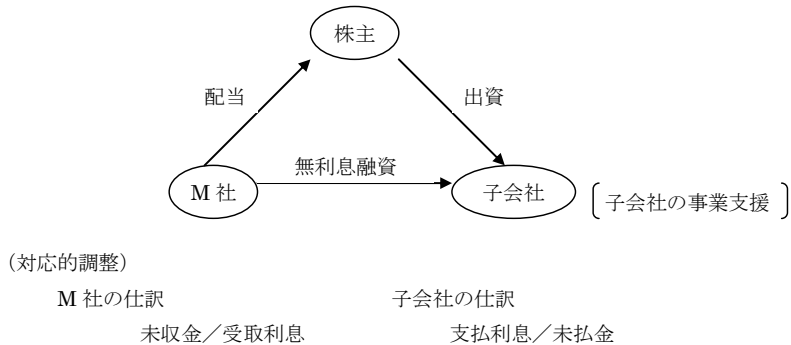 株主
配当
出資
無利息融資
M 社
子会社
子会社の事業支援
（対応的調整）
M 社の仕訳
子会社の仕訳
未収金／受取利息
支払利息／未払金